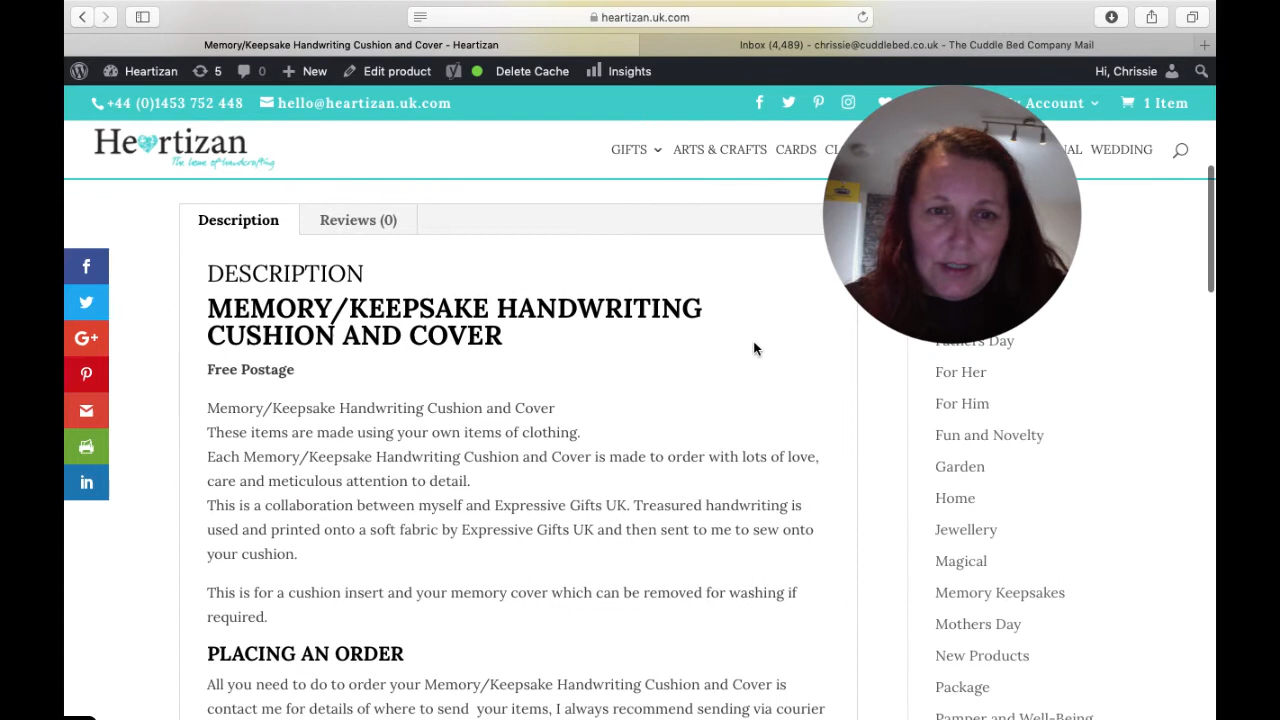 heartizan.uk.com
Memory/Keepsake Handwriting Cushion and Cover - Heartizan
Inbox (4,489) - chrissie@cuddlebed.co.uk - The Cuddle Bed Company Mail
Heartizan 5 0 New Edit product Delete Cache Insights Hi, Chrissie
+44 (0)1453 752 448 hello@heartizan.uk.com Account 1 Item
Heartizan
The home of handcrafting
GIFTS ARTS & CRAFTS CARDS WEDDING
Description Reviews (0)
DESCRIPTION
MEMORY/KEEPSAKE HANDWRITING
CUSHION AND COVER
Free Postage
Memory/Keepsake Handwriting Cushion and Cover
These items are made using your own items of clothing.
Each Memory/Keepsake Handwriting Cushion and Cover is made to order with lots of love,
care and meticulous attention to detail.
This is a collaboration between myself and Expressive Gifts UK. Treasured handwriting is
used and printed onto a soft fabric by Expressive Gifts UK and then sent to me to sew onto
your cushion.
This is for a cushion insert and your memory cover which can be removed for washing if
required.
PLACING AN ORDER
All you need to do to order your Memory/Keepsake Handwriting Cushion and Cover is
contact me for details of where to send your items, I always recommend sending via courier
Fathers Day
For Her
For Him
Fun and Novelty
Garden
Home
Jewellery
Magical
Memory Keepsakes
Mothers Day
New Products
Package
Pamper and Well-Being